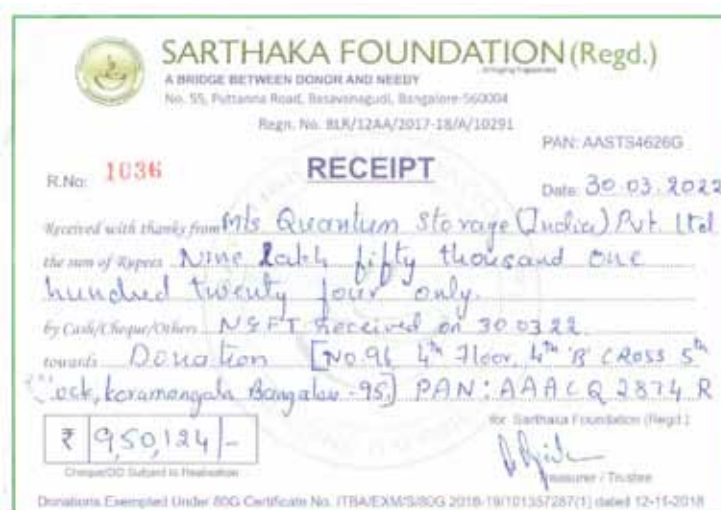 SARTHAKA FOUNDATION (Regd.)
A BRIDGE BETWEEN DONOR AND NEEDY
No. 55, Puttanna Road, Basavanagudi, Bangalore-560004
Regn. No. BLR/12AA/2017-18/A/10291
PAN: AASTS4626G
R.No: 1036
RECEIPT
Date: 30.03.2022
Received with thanks from M/s Quantum Storage (India) Pvt. Ltd
the sum of Rupees Nine Lakh fifty thousand one
hundred twenty four only.
by Cash/Cheque/Others NEFT Received on 30.03.22
towards Donation [No.96, 4th Floor, 4th 'B' CROSS 5th
Block, Koramangala Bangalore -95.] PAN: AAACQ2874R
for Sarthaka Foundation (Regd.)
₹ 9,50,124/-
Cheque/DD Subject to Realisation
Treasurer / Trustee
Donations Exempted Under 80G Certificate No. ITBA/EXM/S/80G 2018-19/101357287(1) dated 12-11-2018